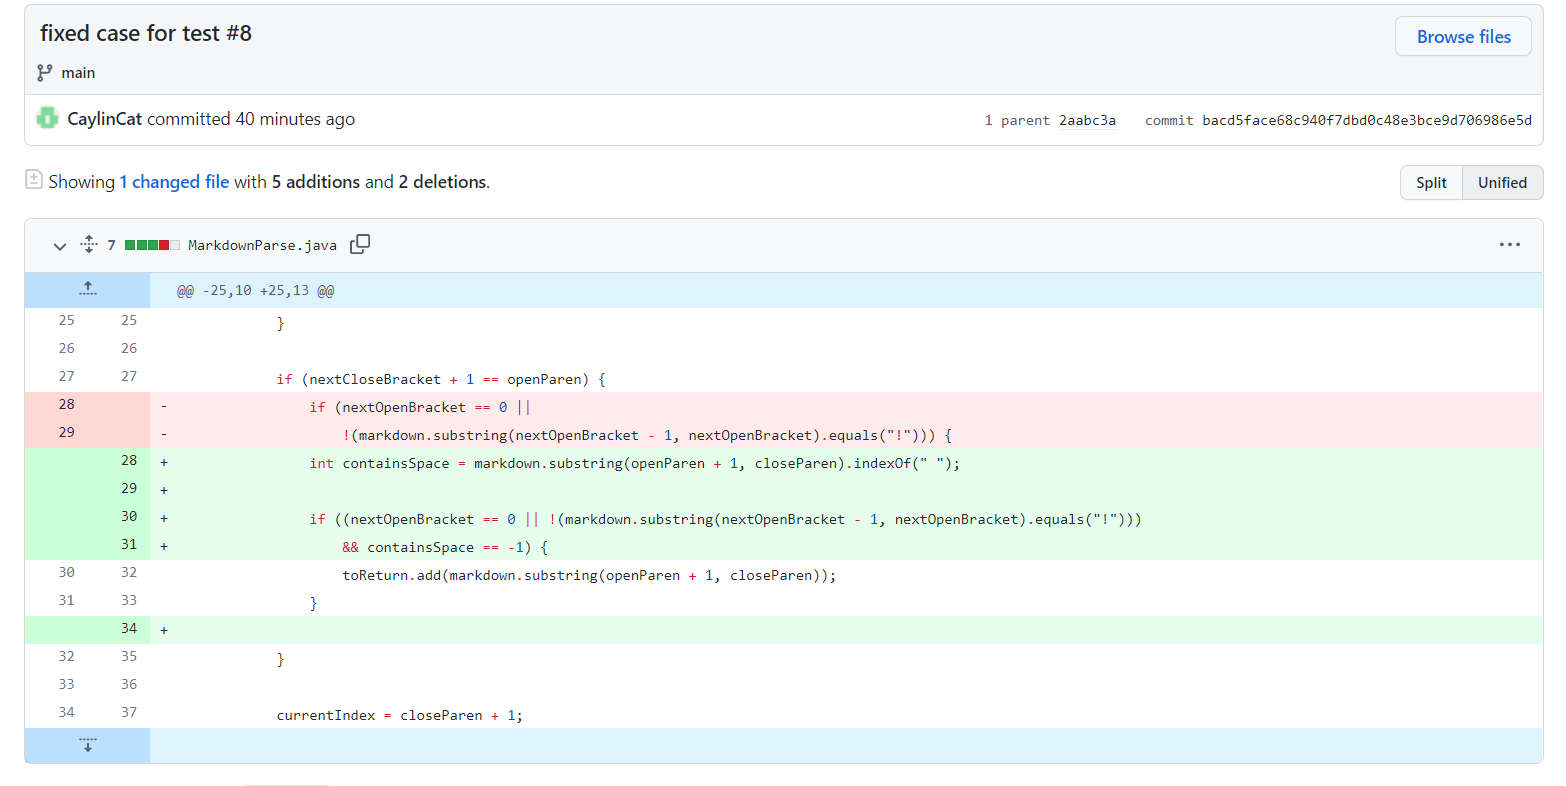 fixed case for test #8
Browse files
main
CaylinCat committed 40 minutes ago
1 parent 2aabc3a commit bacd5face68c940f7dbd0c48e3bce9d706986e5d
Showing 1 changed file with 5 additions and 2 deletions.
Split Unified
7 MarkdownParse.java
@@ -25,10 +25,13 @@
25 25 }
26 26
27 27 if (nextCloseBracket + 1 == openParen) {
28 - if (nextOpenBracket == 0 ||
29 - !(markdown.substring(nextOpenBracket - 1, nextOpenBracket).equals("!"))) {
28 + int containsSpace = markdown.substring(openParen + 1, closeParen).indexOf(" ");
29 +
30 + if ((nextOpenBracket == 0 || !(markdown.substring(nextOpenBracket - 1, nextOpenBracket).equals("!")))
31 + && containsSpace == -1) {
30 32 toReturn.add(markdown.substring(openParen + 1, closeParen));
31 33 }
34 +
32 35 }
33 36
34 37 currentIndex = closeParen + 1;